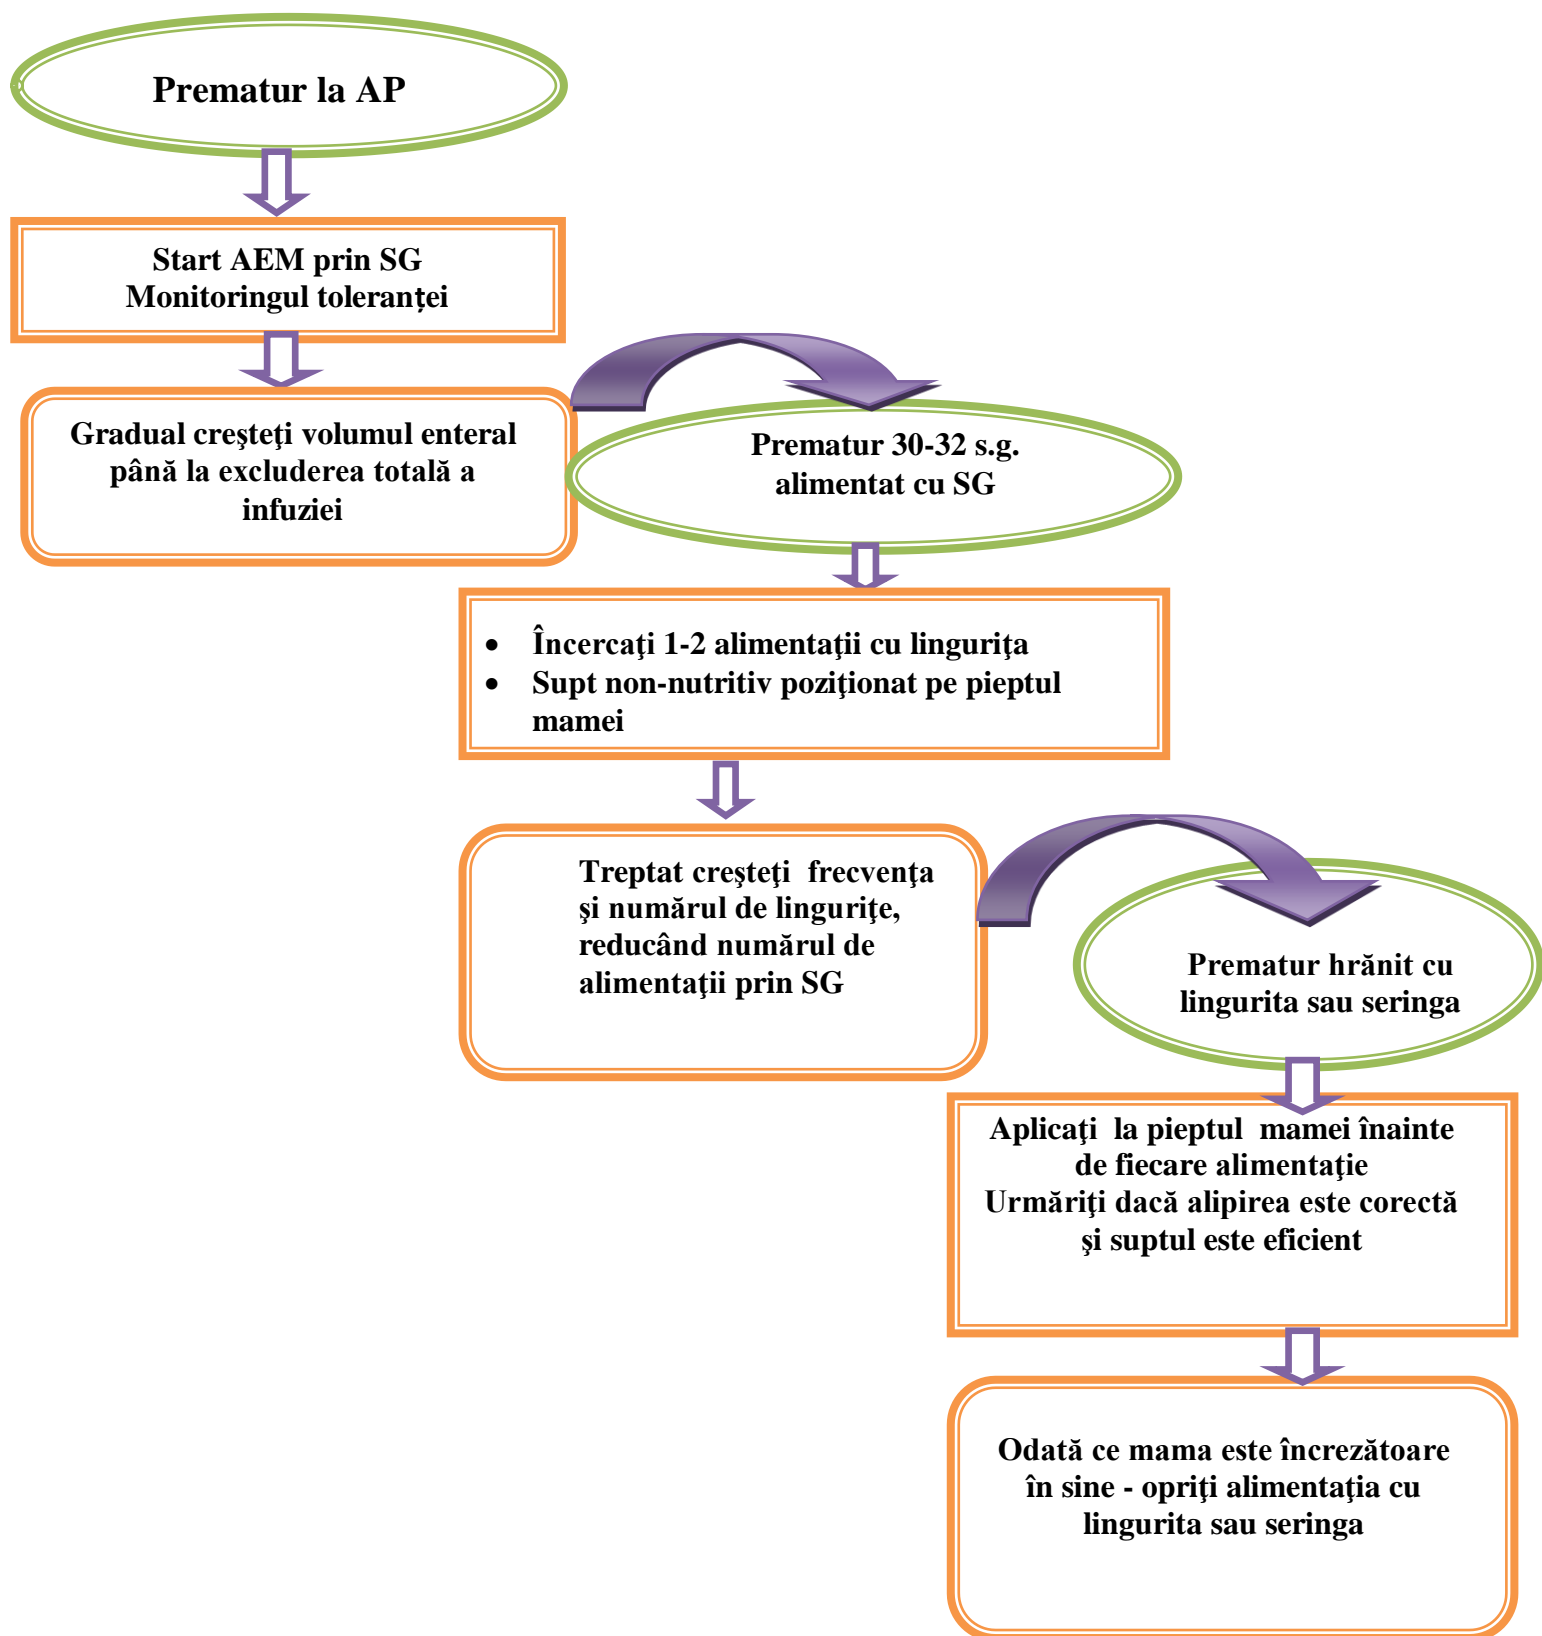 Prematur la AP
Start AEM prin SG
Monitoringul toleranței
Gradual creşteţi volumul enteral
până la excluderea totală a
infuziei
Prematur 30-32 s.g.
alimentat cu SG
• Încercaţi 1-2 alimentaţii cu linguriţa
• Supt non-nutritiv poziţionat pe pieptul
mamei
Treptat creşteţi frecvenţa
şi numărul de linguriţe,
reducând numărul de
alimentaţii prin SG
Prematur hrănit cu
lingurita sau seringa
Aplicaţi la pieptul mamei înainte
de fiecare alimentaţie
Urmăriţi dacă alipirea este corectă
şi suptul este eficient
Odată ce mama este încrezătoare
în sine - opriţi alimentaţia cu
lingurita sau seringa